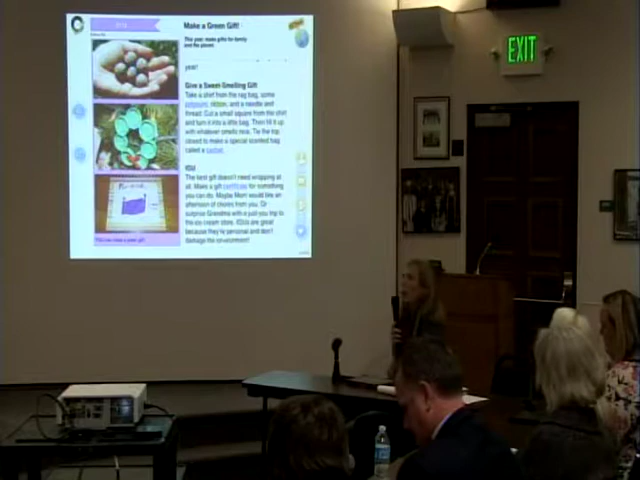 Make a Green Gift!
This year, make gifts for family
and the planet.
year!
Give a Sweet-Smelling Gift
Take a shirt from the rag bag, some
potpourri, ribbon, and a needle and
thread. Cut a small square from the shirt
and turn it into a little bag. Then fill it up
with whatever smells nice. Tie the top
closed to make a special scented bag
called a sachet.
IOU
The best gift doesn't need wrapping at
all. Make a gift certificate for something
you can do. Maybe Mom would like an
afternoon of chores from you. Or
surprise Grandma with a just-you trip to
the ice-cream store. IOUs are great
because they're personal and don't
damage the environment!
EXIT